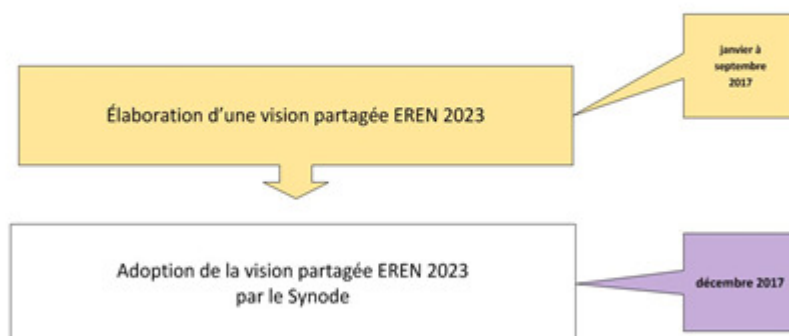 janvier à
septembre
2017
Élaboration d'une vision partagée EREN 2023
Adoption de la vision partagée EREN 2023
par le Synode
décembre 2017